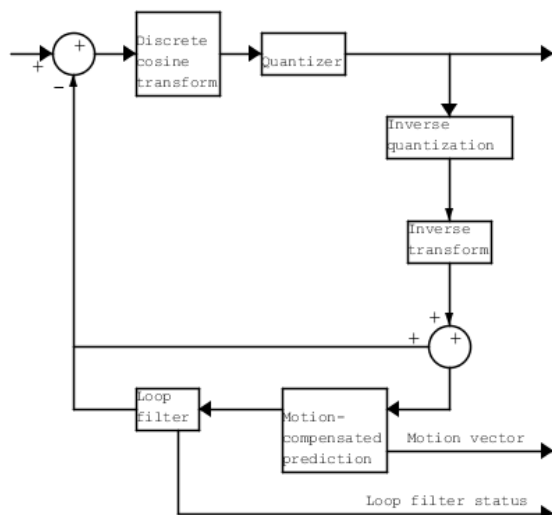 +
+
−
Discrete
cosine
transform
Quantizer
Inverse
quantization
Inverse
transform
+
+
+
Loop
filter
Motion-
compensated
prediction
Motion vector
Loop filter status